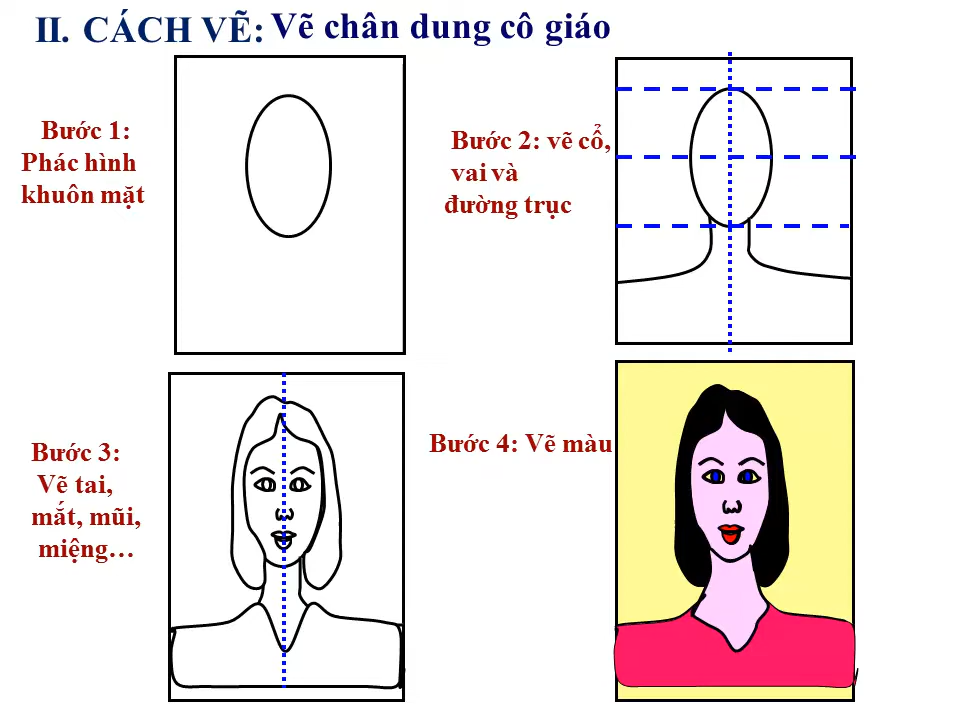 II. CÁCH VẼ: Vẽ chân dung cô giáo
Bước 1:
Phác hình
khuôn mặt
Bước 2: vẽ cổ,
vai và
đường trục
Bước 3:
Vẽ tai,
mắt, mũi,
miệng…
Bước 4: Vẽ màu